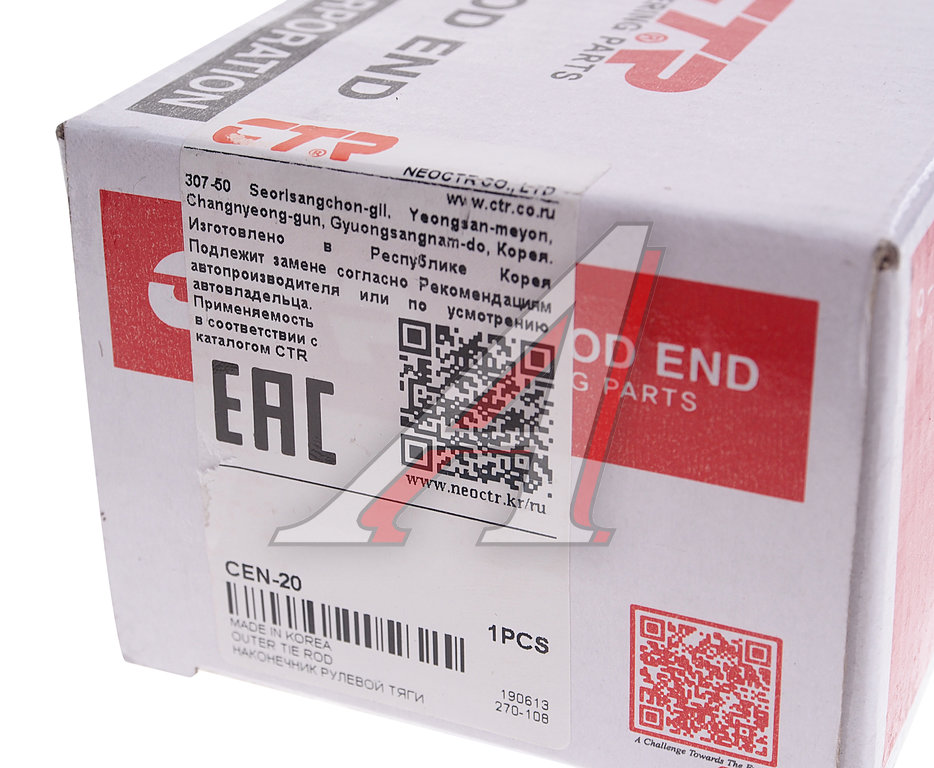 RPORATION
OD END
ERING PARTS
CTR
®
CTR
®
NEOCTR CO., LTD
www.ctr.co.ru
307-50 Seorisangchon-gil, Yeongsan-meyon,
Changnyeong-gun, Gyuongsangnam-do, Корея.
Изготовлено в Республике Корея
Подлежит замене согласно Рекомендациям
автопроизводителя или по усмотрению
автовладельца.
Применяемость
в соответствии с
каталогом CTR
EAC
www.neoctr.kr/ru
OD END
G PARTS
CEN-20
1PCS
MADE IN KOREA
OUTER TIE ROD
НАКОНЕЧНИК РУЛЕВОЙ ТЯГИ
190613
270-108
A Challenge Towards The